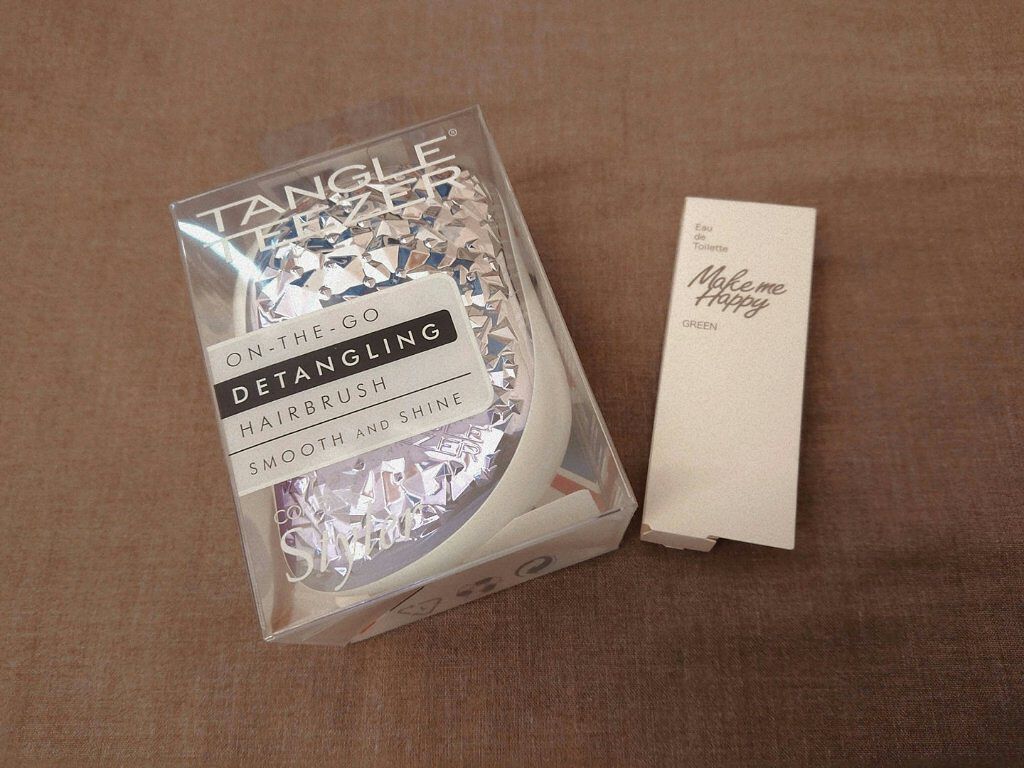 TANGLE®
TEEZER
ON-THE-GO
DETANGLING
HAIRBRUSH
SMOOTH AND SHINE
Styler
Eau
de
Toilette
Make me
Happy
GREEN